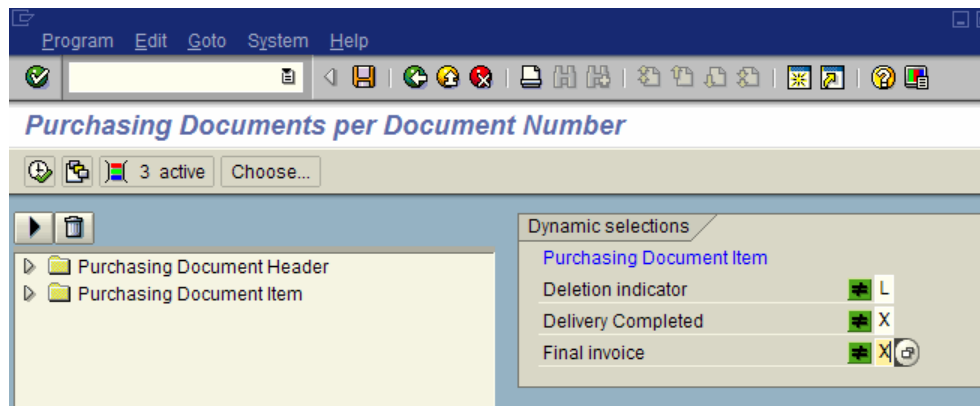 Program Edit Goto System Help
Purchasing Documents per Document Number
3 active Choose...
Dynamic selections
Purchasing Document Header
Purchasing Document Item
Purchasing Document Item
Deletion indicator L
Delivery Completed X
Final invoice X